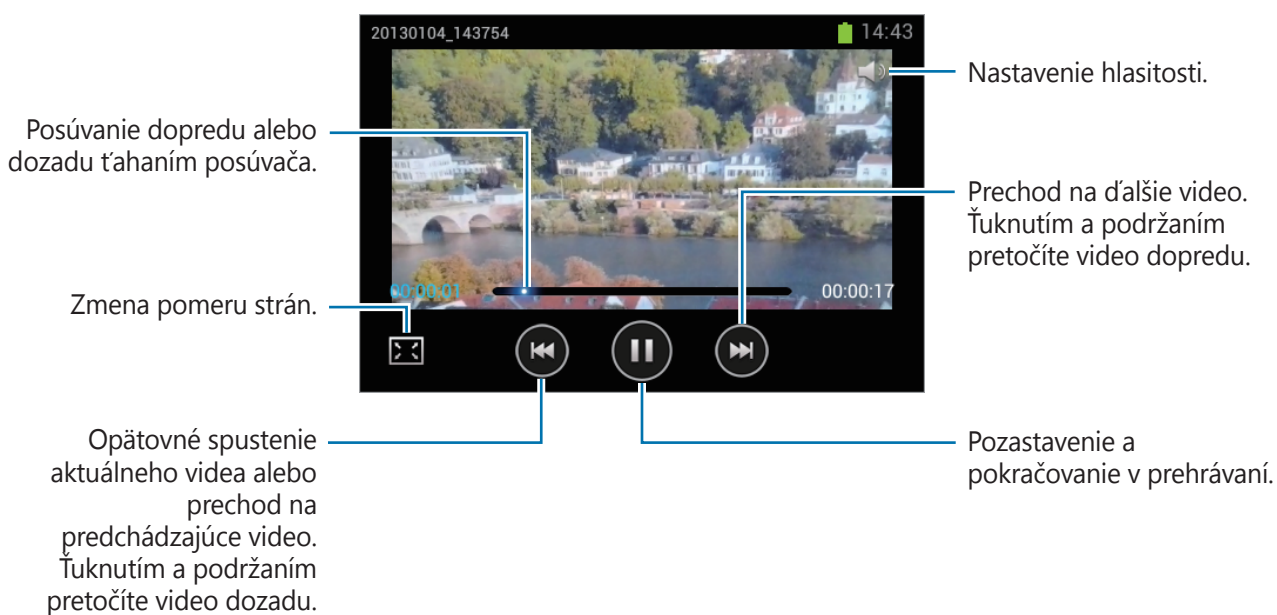 20130104_143754
14:43
Nastavenie hlasitosti.
Posúvanie dopredu alebo
dozadu ťahaním posúvača.
Prechod na ďalšie video.
Ťuknutím a podržaním
pretočíte video dopredu.
00:00:01
00:00:17
Zmena pomeru strán.
Opätovné spustenie
aktuálneho videa alebo
prechod na
predchádzajúce video.
Ťuknutím a podržaním
pretočíte video dozadu.
Pozastavenie a
pokračovanie v prehrávaní.